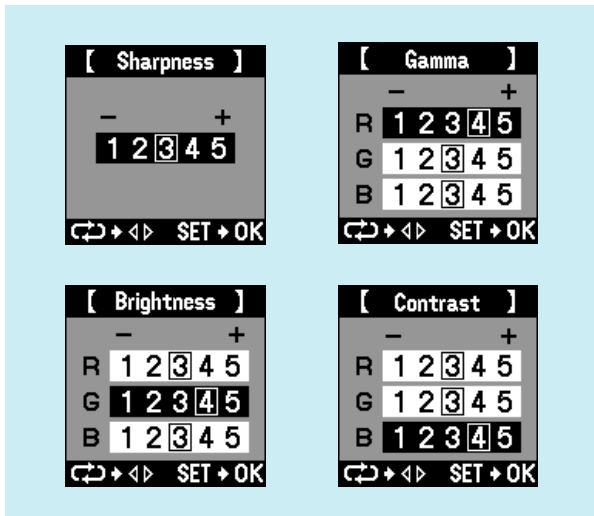 [ Sharpness ]
− +
1 2 3 4 5
SET → OK
[ Gamma ]
− +
R 1 2 3 4 5
G 1 2 3 4 5
B 1 2 3 4 5
SET → OK
[ Brightness ]
− +
R 1 2 3 4 5
G 1 2 3 4 5
B 1 2 3 4 5
SET → OK
[ Contrast ]
− +
R 1 2 3 4 5
G 1 2 3 4 5
B 1 2 3 4 5
SET → OK